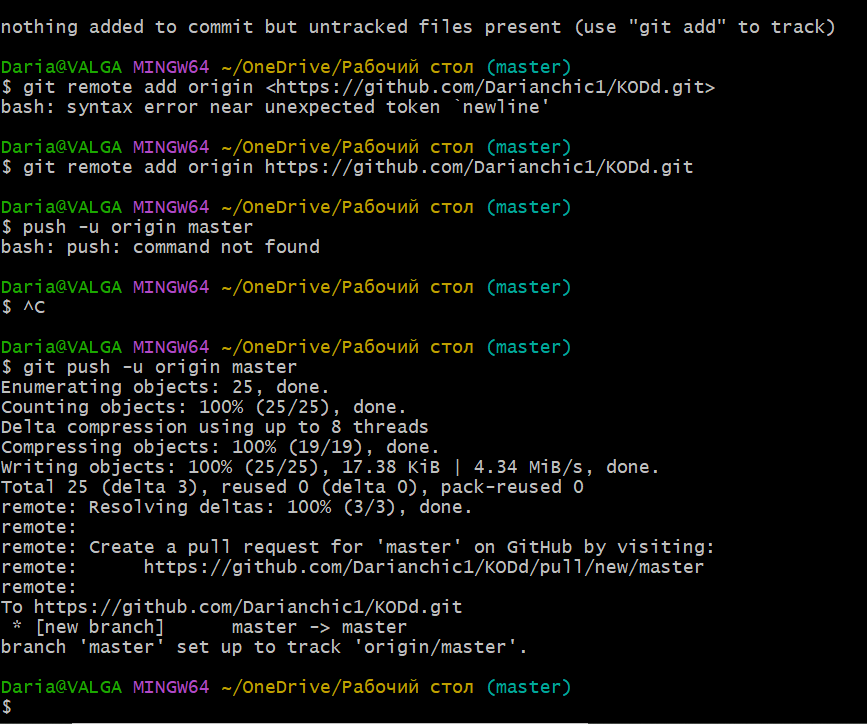 nothing added to commit but untracked files present (use "git add" to track)
Daria@VALGA MINGW64 ~/OneDrive/Рабочий стол (master)
$ git remote add origin <https://github.com/Darianchic1/KODd.git>
bash: syntax error near unexpected token `newline'
Daria@VALGA MINGW64 ~/OneDrive/Рабочий стол (master)
$ git remote add origin https://github.com/Darianchic1/KODd.git
Daria@VALGA MINGW64 ~/OneDrive/Рабочий стол (master)
$ push -u origin master
bash: push: command not found
Daria@VALGA MINGW64 ~/OneDrive/Рабочий стол (master)
$ ^C
Daria@VALGA MINGW64 ~/OneDrive/Рабочий стол (master)
$ git push -u origin master
Enumerating objects: 25, done.
Counting objects: 100% (25/25), done.
Delta compression using up to 8 threads
Compressing objects: 100% (19/19), done.
Writing objects: 100% (25/25), 17.38 KiB | 4.34 MiB/s, done.
Total 25 (delta 3), reused 0 (delta 0), pack-reused 0
remote: Resolving deltas: 100% (3/3), done.
remote:
remote: Create a pull request for 'master' on GitHub by visiting:
remote:      https://github.com/Darianchic1/KODd/pull/new/master
remote:
To https://github.com/Darianchic1/KODd.git
 * [new branch]      master -> master
branch 'master' set up to track 'origin/master'.
Daria@VALGA MINGW64 ~/OneDrive/Рабочий стол (master)
$